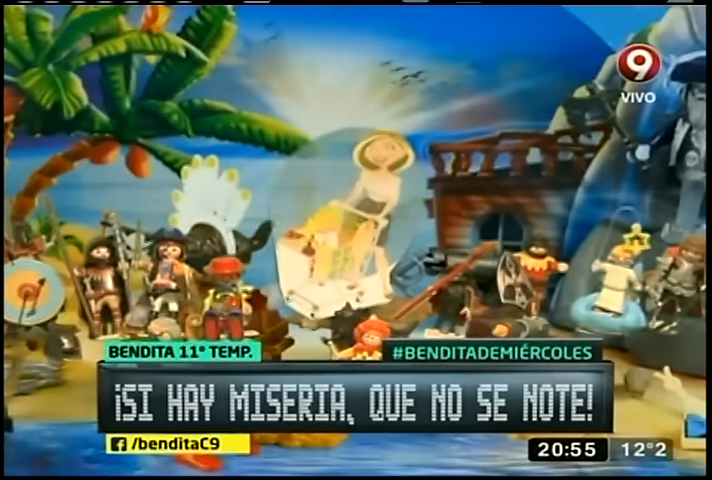 9
VIVO
BENDITA 11° TEMP.
#BENDITADEMIÉRCOLES
¡SI HAY MISERIA, QUE NO SE NOTE!
f /benditaC9
20:55 12°2